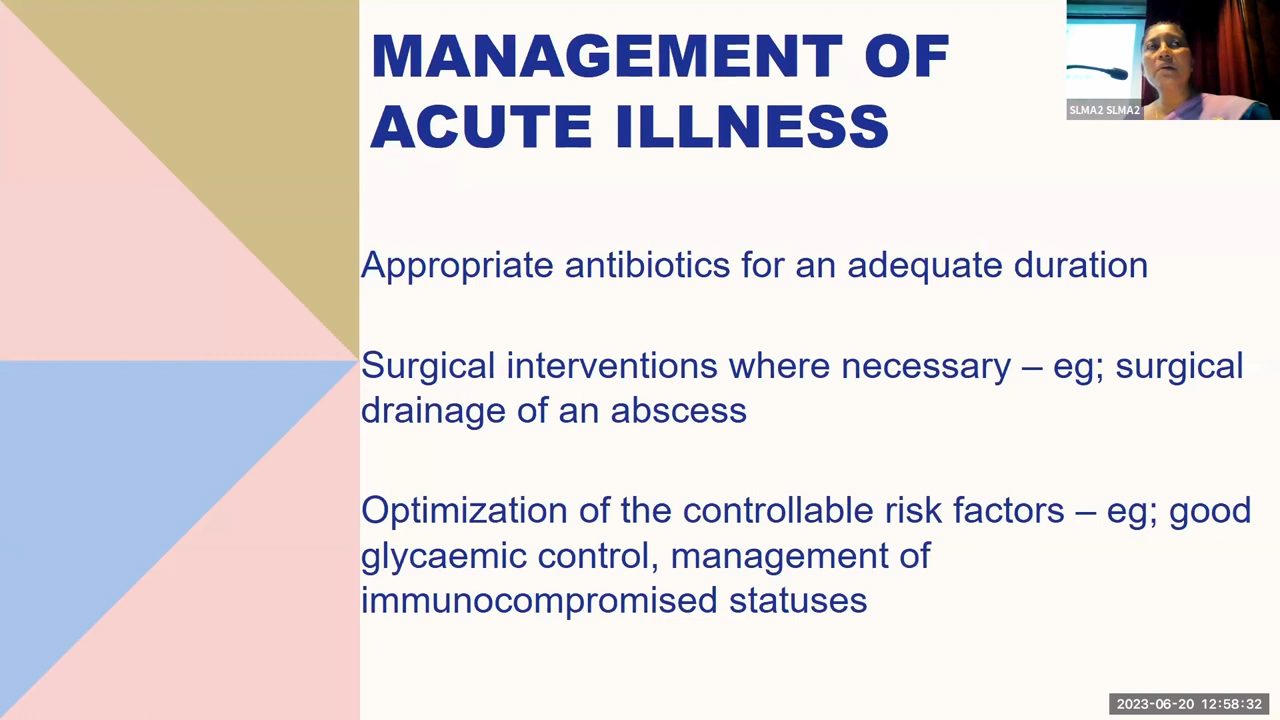 MANAGEMENT OF
ACUTE ILLNESS
SLMA2 SLMA2
Appropriate antibiotics for an adequate duration
Surgical interventions where necessary – eg; surgical
drainage of an abscess
Optimization of the controllable risk factors – eg; good
glycaemic control, management of
immunocompromised statuses
2023-06-20 12:58:32